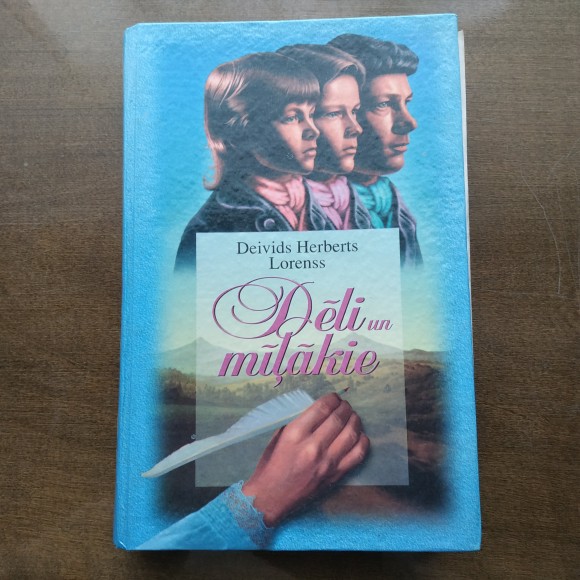 Deivids Herberts
Lorenss
Dēli un
mīļākie